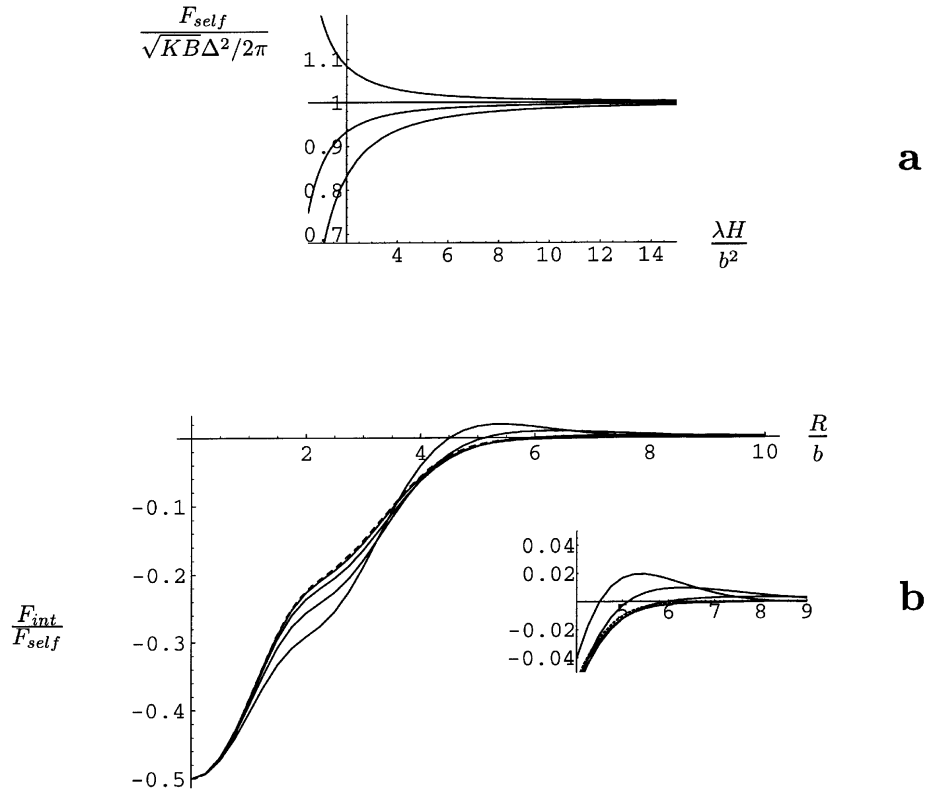 F_self
√KBΔ²/2π
1.1
1
0.9
0.8
0.7
4 6 8 10 12 14
λH
b²
a
R
b
2 4 6 8 10
-0.1
-0.2
-0.3
-0.4
-0.5
F_int
F_self
0.04
0.02
-0.02
-0.04
5 6 7 8 9
b